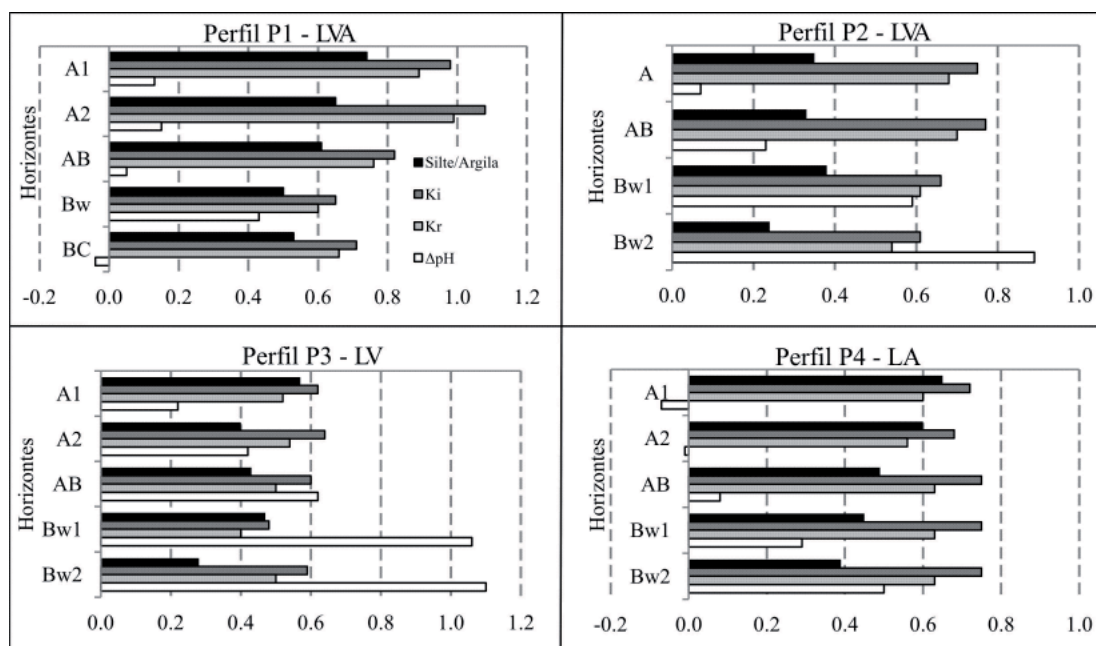 Perfil P1 - LVA
Horizontes
A1
A2
AB
Bw
BC
Silte/Argila
Ki
Kr
ΔpH
-0.2 0.0 0.2 0.4 0.6 0.8 1.0 1.2
Perfil P2 - LVA
Horizontes
A
AB
Bw1
Bw2
0.0 0.2 0.4 0.6 0.8 1.0
Perfil P3 - LV
Horizontes
A1
A2
AB
Bw1
Bw2
0.0 0.2 0.4 0.6 0.8 1.0 1.2
Perfil P4 - LA
Horizontes
A1
A2
AB
Bw1
Bw2
-0.2 0.0 0.2 0.4 0.6 0.8 1.0